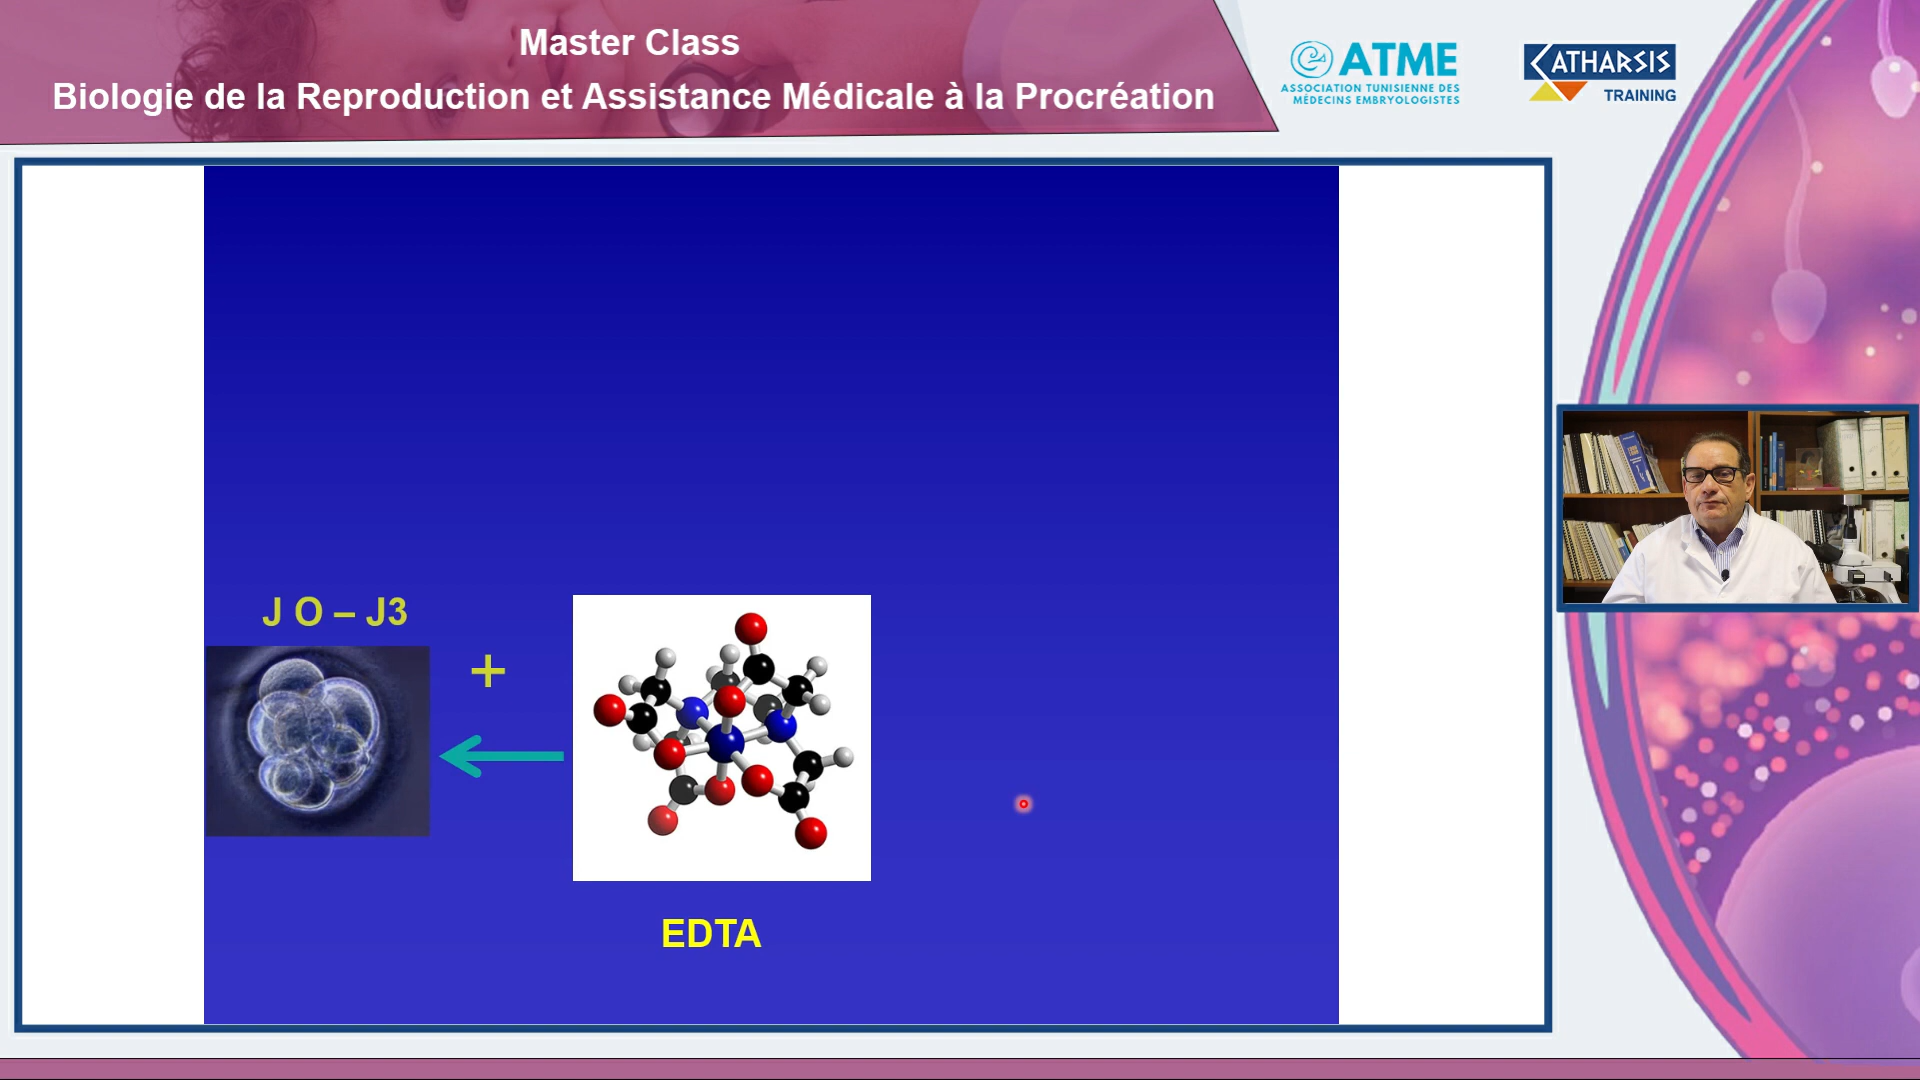 Master Class
Biologie de la Reproduction et Assistance Médicale à la Procréation
ATME
ASSOCIATION TUNISIENNE DES
MÉDECINS EMBRYOLOGISTES
CATHARSIS
TRAINING
J O – J3
+
EDTA